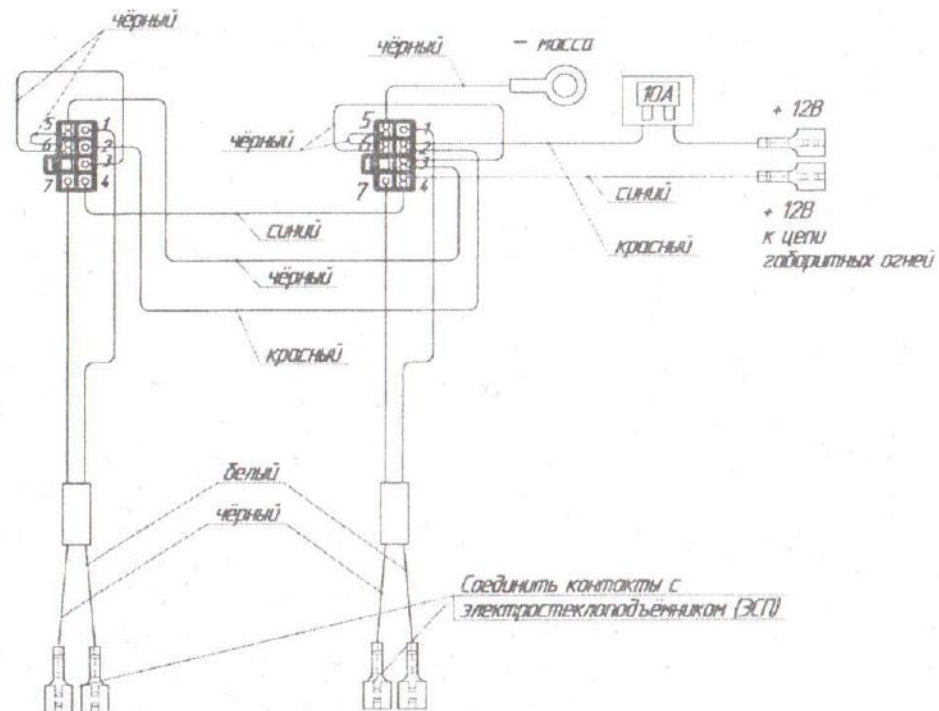 чёрный
чёрный
- масса
10А
+ 12В
5 1
6 2
3
7 4
чёрный
5 1
6 2
3
7 4
синий
+ 12В
к цепи
габаритных огней
синий
красный
чёрный
красный
белый
чёрный
Соединить контакты с
электростеклоподъёмником (ЭСП)